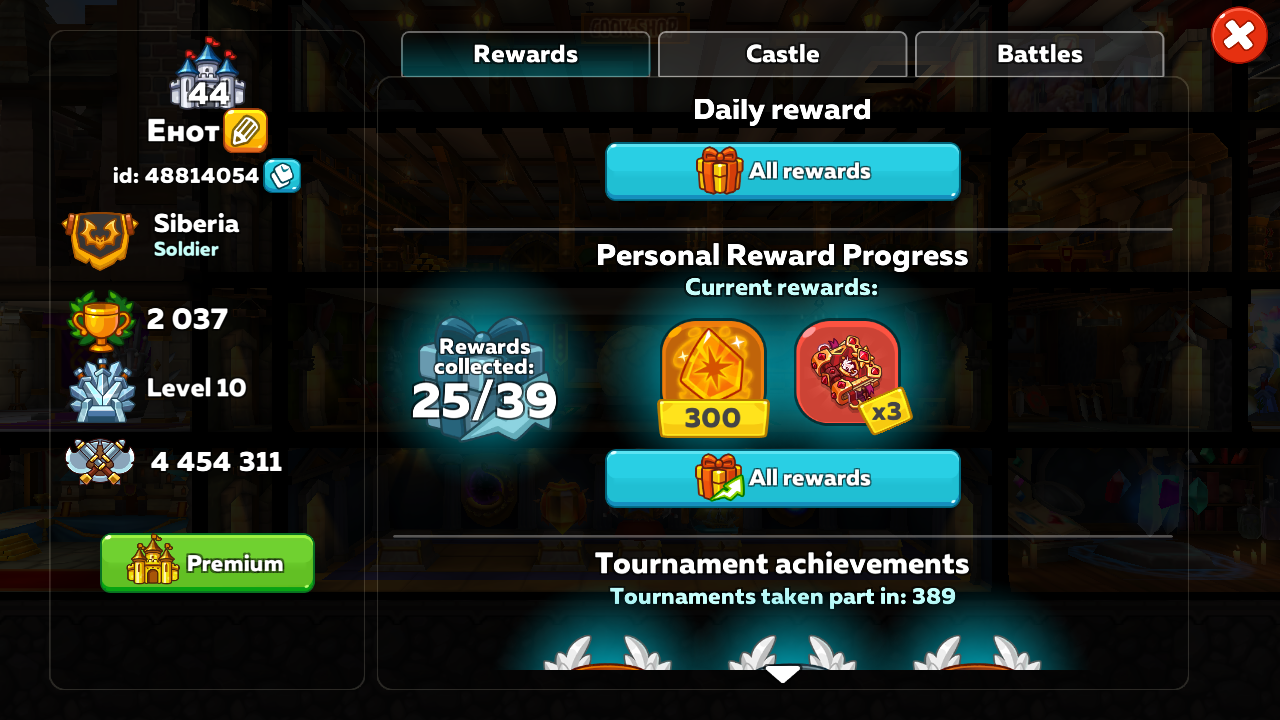 COOK-SHOP
Rewards
Castle
Battles
44
Енот
id: 48814054
Siberia
Soldier
2 037
Level 10
4 454 311
Premium
Daily reward
All rewards
Personal Reward Progress
Current rewards:
Rewards
collected:
25/39
300
x3
All rewards
Tournament achievements
Tournaments taken part in: 389